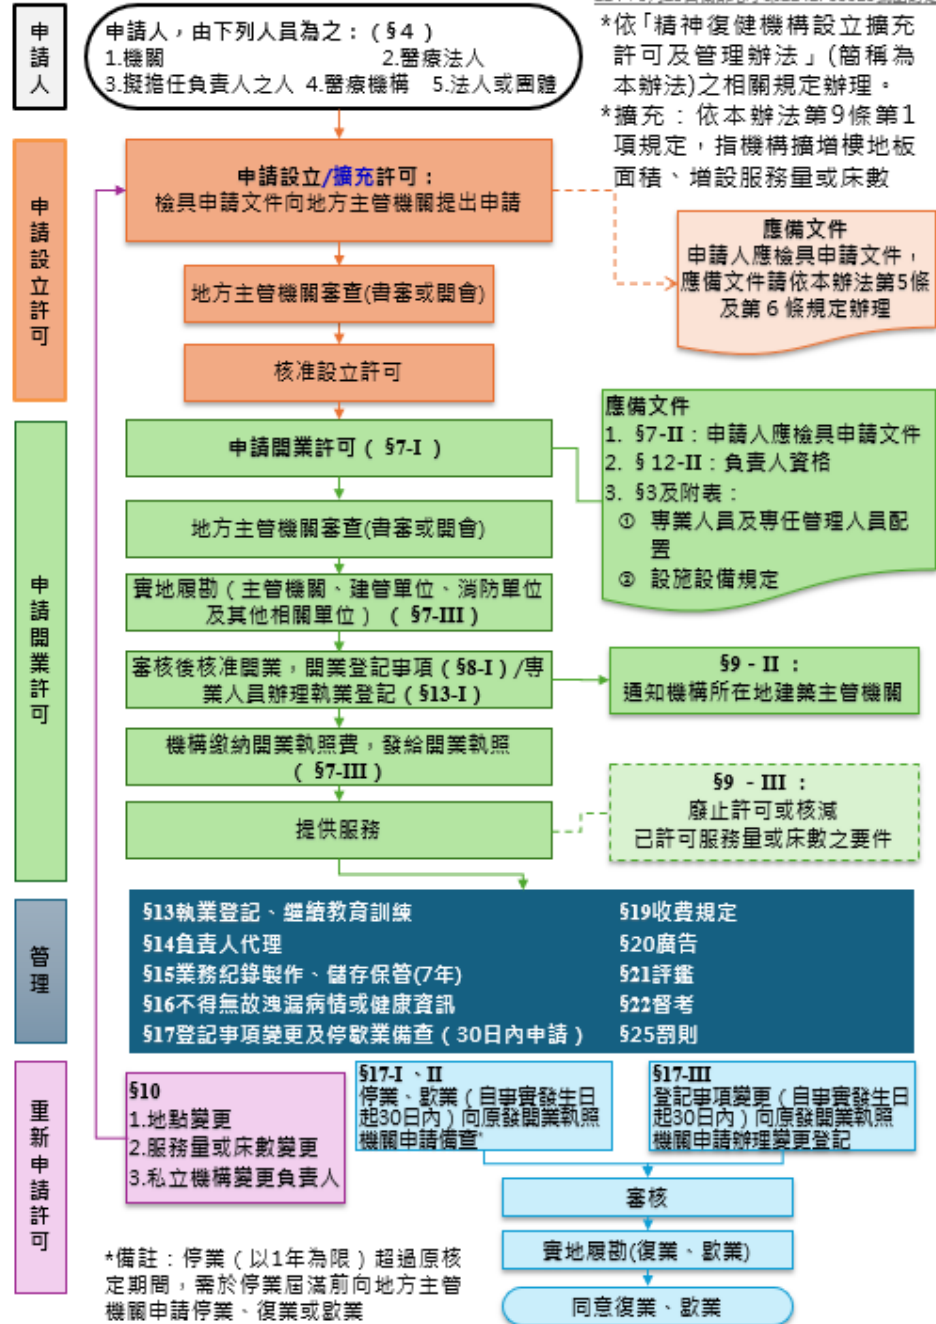 申請人
申請人，由下列人員為之：(§4)
1.機關 2.醫療法人
3.擬擔任負責人之人 4.醫療機構 5.法人或團體
*依「精神復健機構設立擴充
許可及管理辦法」(簡稱為
本辦法)之相關規定辦理。
*擴充：依本辦法第9條第1
項規定，指機構擴增樓地板
面積、增設服務量或床數
申請設立許可
申請設立/擴充許可：
檢具申請文件向地方主管機關提出申請
應備文件
申請人應檢具申請文件，
應備文件請依本辦法第5條
及第 6 條規定辦理
地方主管機關審查(書審或開會)
核准設立許可
申請開業許可
申請開業許可（ §7-I ）
應備文件
1. §7-II：申請人應檢具申請文件
2. § 12-II：負責人資格
3. §3及附表：
① 專業人員及專任管理人員配
置
② 設施設備規定
地方主管機關審查(書審或開會)
實地履勘（主管機關、建管單位、消防單位
及其他相關單位）（ §7-III）
審核後核准開業，開業登記事項（§8-I）/專
業人員辦理執業登記（§13-I）
§9 - II ：
通知機構所在地建築主管機關
機構繳納開業執照費，發給開業執照
（ §7-III）
提供服務
§9 - III ：
廢止許可或核減
已許可服務量或床數之要件
管理
§13執業登記、繼續教育訓練
§14負責人代理
§15業務紀錄製作、儲存保管(7年)
§16不得無故洩漏病情或健康資訊
§17登記事項變更及停歇業備查（30日內申請）
§19收費規定
§20廣告
§21評鑑
§22督考
§25罰則
重新申請許可
§10
1.地點變更
2.服務量或床數變更
3.私立機構變更負責人
§17-I 、II
停業、歇業（自事實發生日
起30日內）向原發開業執照
機關申請備查*
§17-III
登記事項變更（自事實發生日
起30日內）向原發開業執照
機關申請辦理變更登記
審核
實地履勘(復業、歇業)
同意復業、歇業
*備註：停業（以1年為限）超過原核
定期間，需於停業屆滿前向地方主管
機關申請停業、復業或歇業